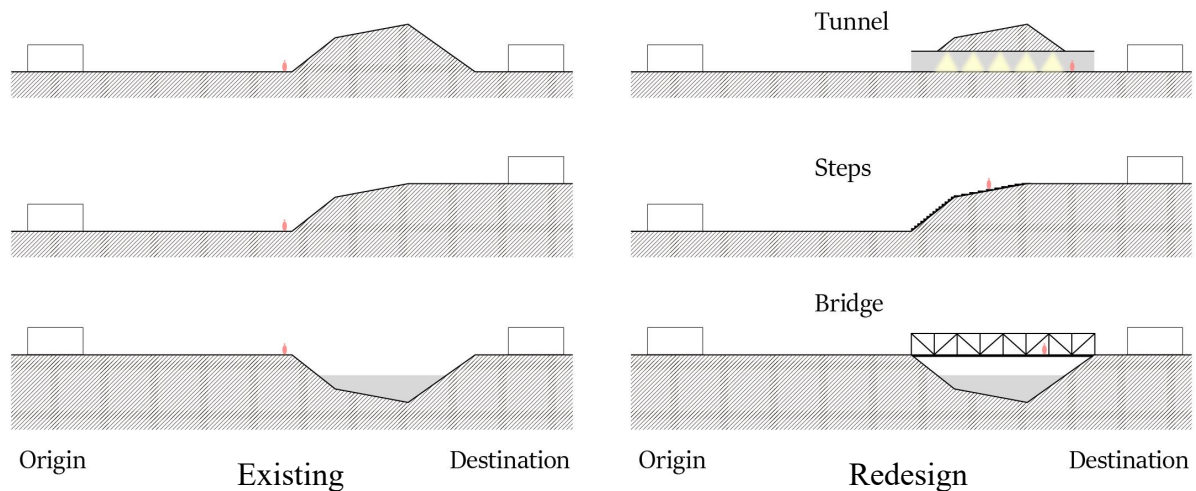 Tunnel
Steps
Bridge
Origin
Existing
Destination
Origin
Redesign
Destination